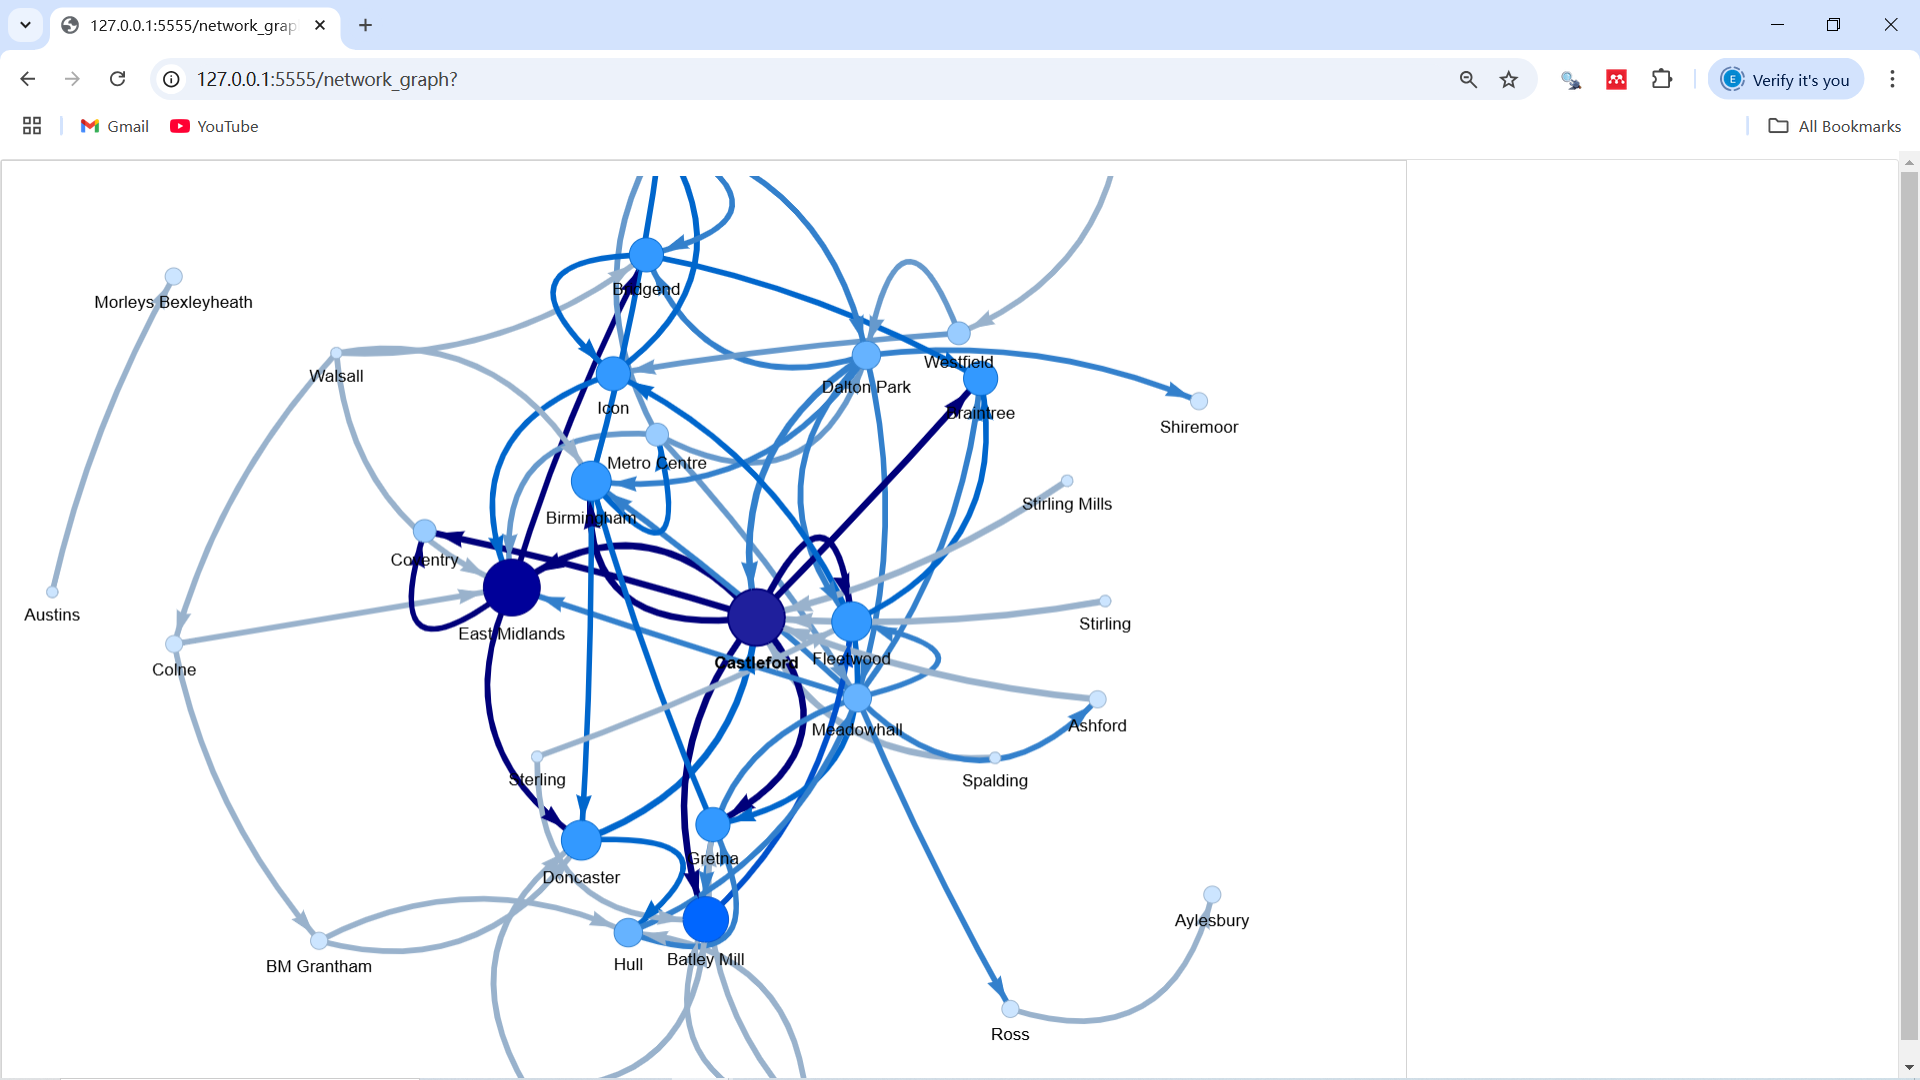 127.0.0.1:5555/network_grap
127.0.0.1:5555/network_graph?
E Verify it's you
Gmail
YouTube
All Bookmarks
Bridgend
Morleys Bexleyheath
Westfield
Walsall
Dalton Park
Icon
Braintree
Shiremoor
Metro Centre
Stirling Mills
Birmingham
Coventry
Austins
Stirling
East Midlands
Castleford
Fleetwood
Colne
Ashford
Meadowhall
Sterling
Spalding
Gretna
Doncaster
Aylesbury
Batley Mill
Hull
BM Grantham
Ross